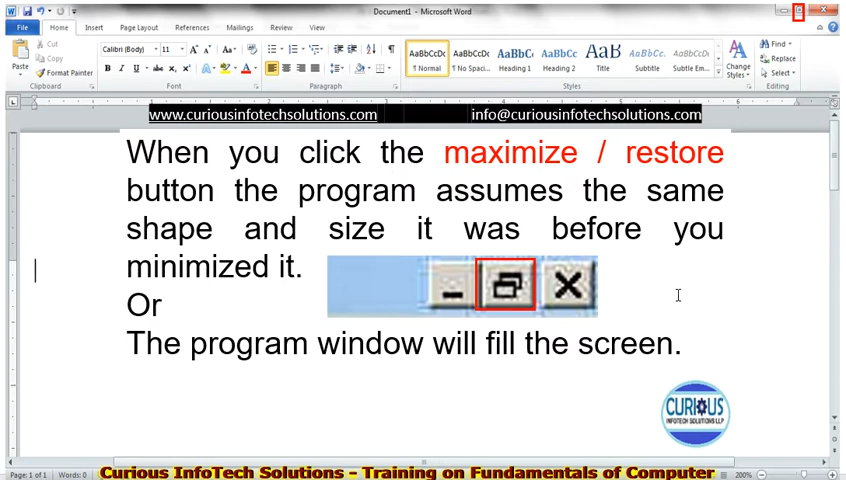 Document1 - Microsoft Word
File Home Insert Page Layout References Mailings Review View
Paste
Cut
Copy
Format Painter
Clipboard
Calibri (Body) 11
Font
Paragraph
AaBbCcDc AaBbCcDc AaBbC AaBbCc AaB AaBbCc. AaBbCcDc
¶ Normal ¶ No Spaci... Heading 1 Heading 2 Title Subtitle Subtle Em...
Change Styles
Styles
Find
Replace
Select
Editing
www.curiousinfotechsolutions.com info@curiousinfotechsolutions.com
When you click the maximize / restore
button the program assumes the same
shape and size it was before you
minimized it.
Or
The program window will fill the screen.
CURIOUS
INFOTECH SOLUTIONS LLP
Curious InfoTech Solutions - Training on Fundamentals of Computer
Page: 1 of 1 Words: 0 200%